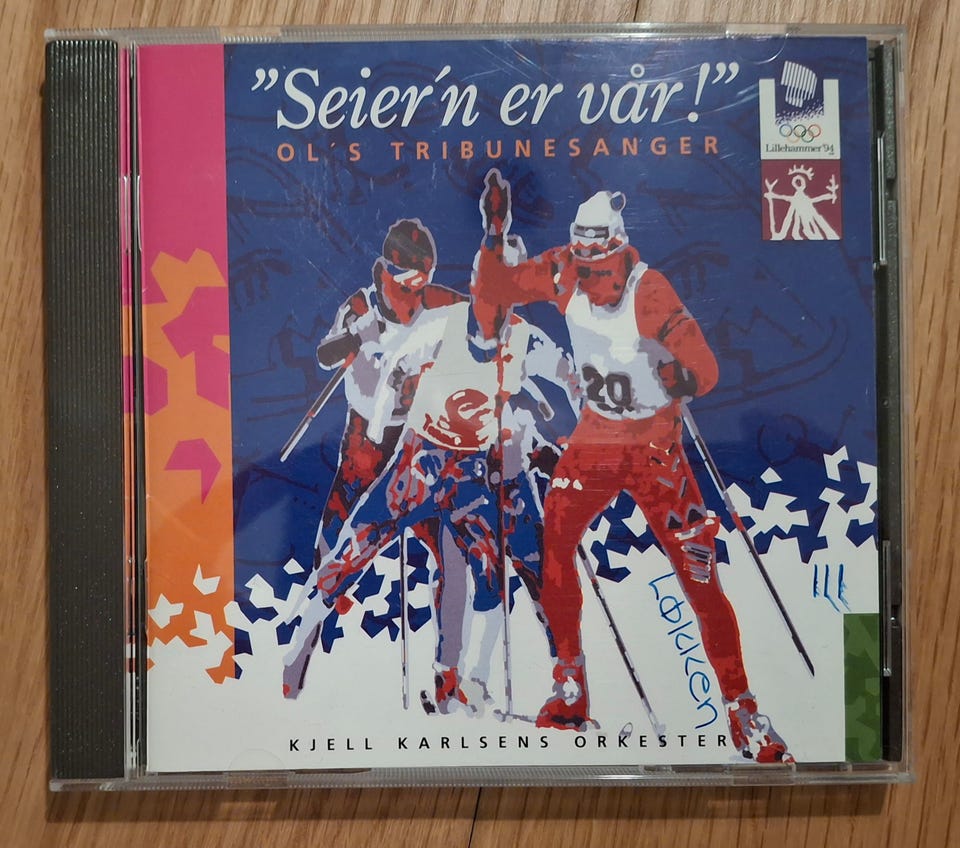 ”Seier´n er vår!”
OL´S TRIBUNESANGER
Lillehammer '94
20
Løkken
KJELL KARLSENS ORKESTER